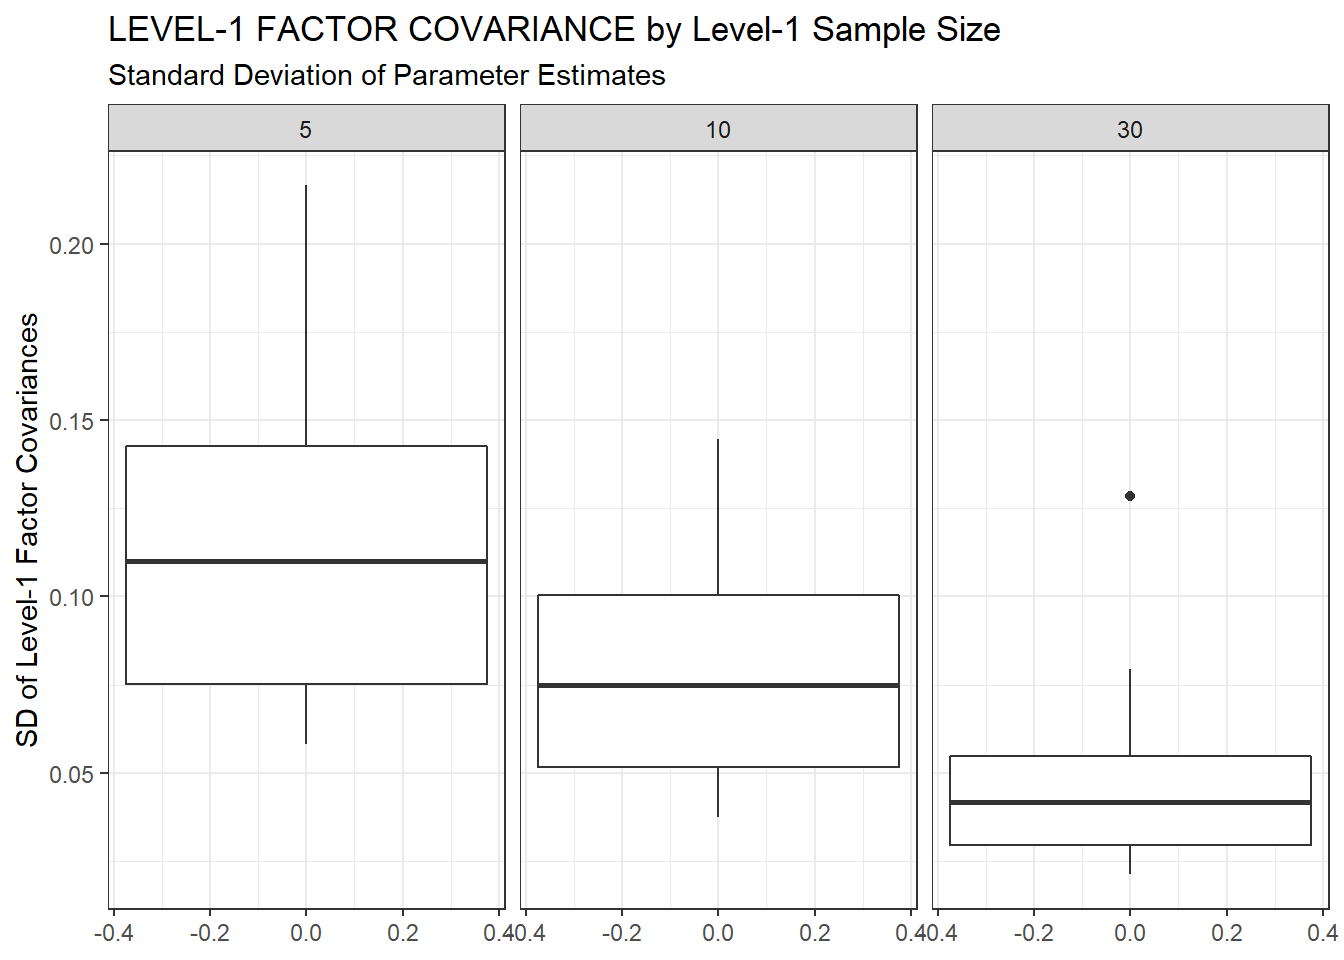 LEVEL-1 FACTOR COVARIANCE by Level-1 Sample Size
Standard Deviation of Parameter Estimates
5 10 30
SD of Level-1 Factor Covariances
0.20
0.15
0.10
0.05
-0.4 -0.2 0.0 0.2 0.4 -0.4 -0.2 0.0 0.2 0.4 -0.4 -0.2 0.0 0.2 0.4